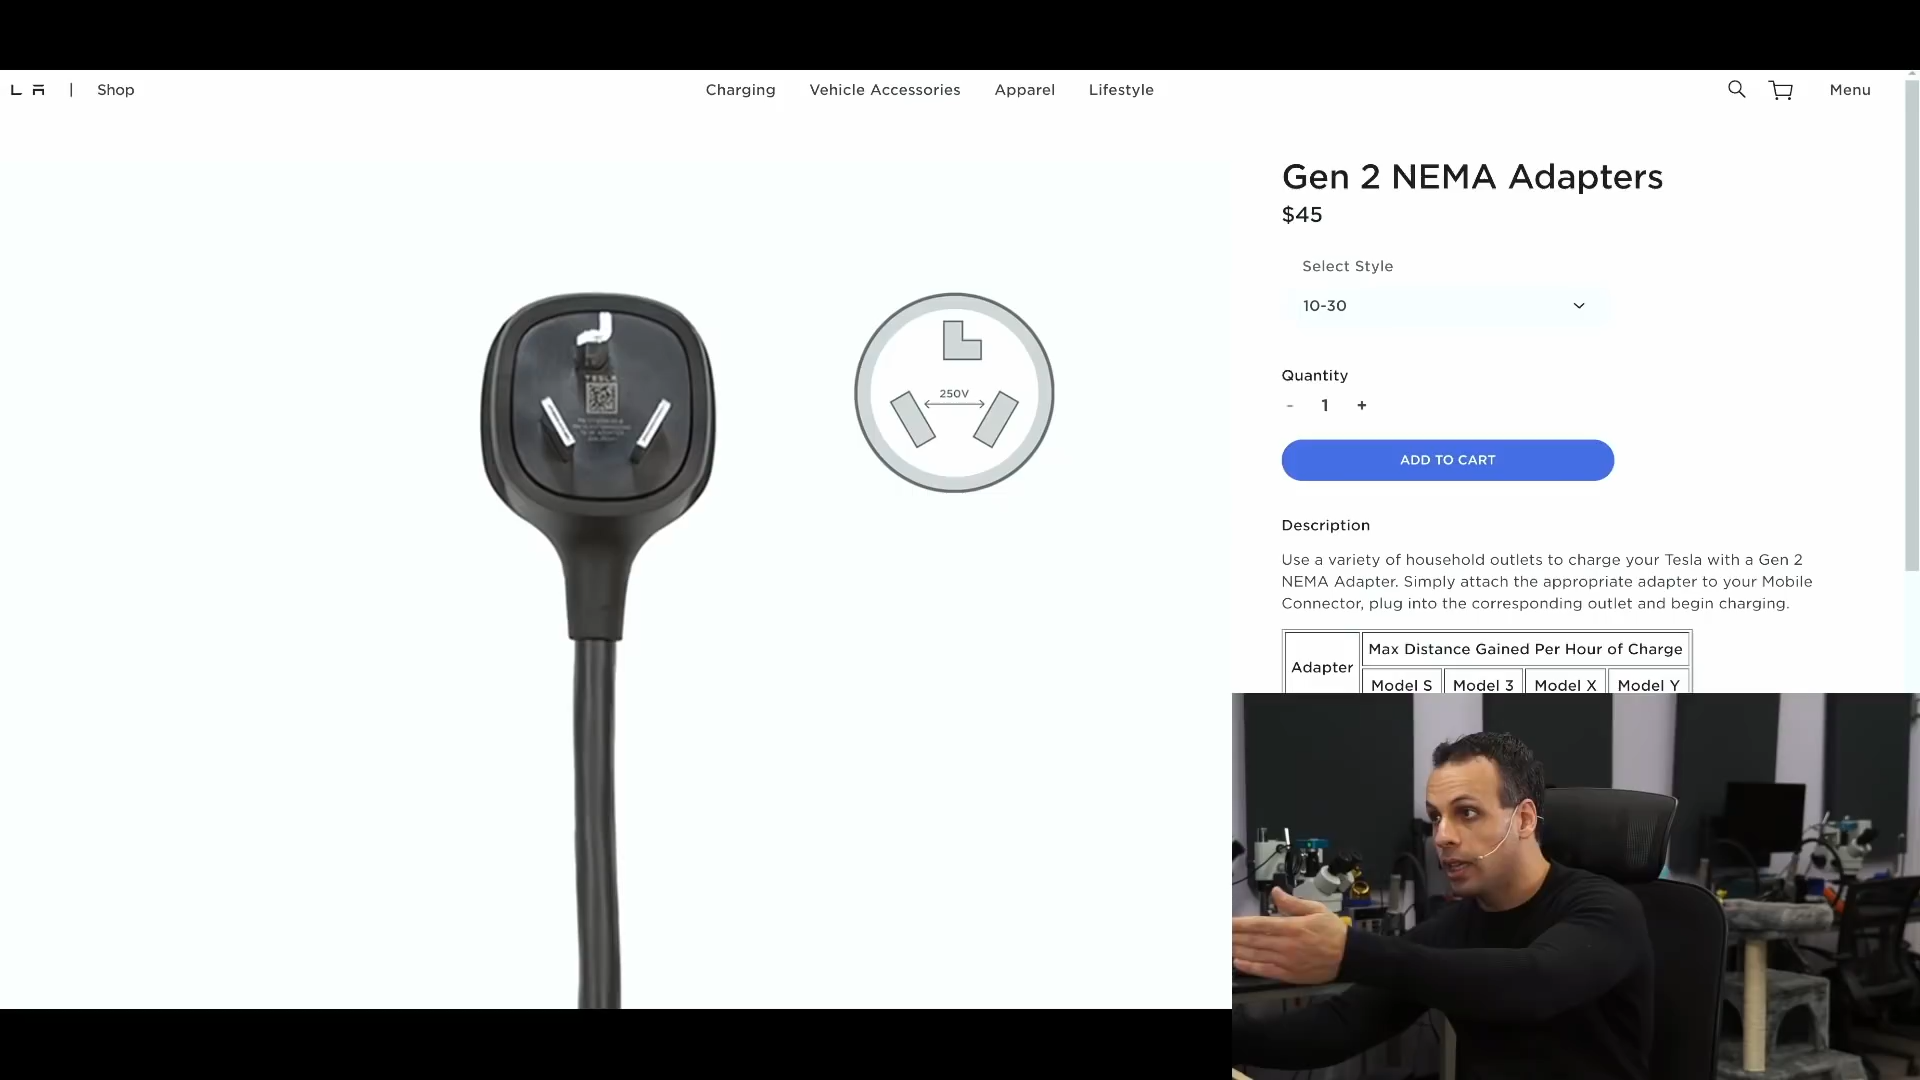 L A | Shop
Charging Vehicle Accessories Apparel Lifestyle
Menu
Gen 2 NEMA Adapters
$45
Select Style
10-30
Quantity
- 1 +
ADD TO CART
Description
Use a variety of household outlets to charge your Tesla with a Gen 2
NEMA Adapter. Simply attach the appropriate adapter to your Mobile
Connector, plug into the corresponding outlet and begin charging.
Adapter
Max Distance Gained Per Hour of Charge
Model S Model 3 Model X Model Y
250V
TESLA